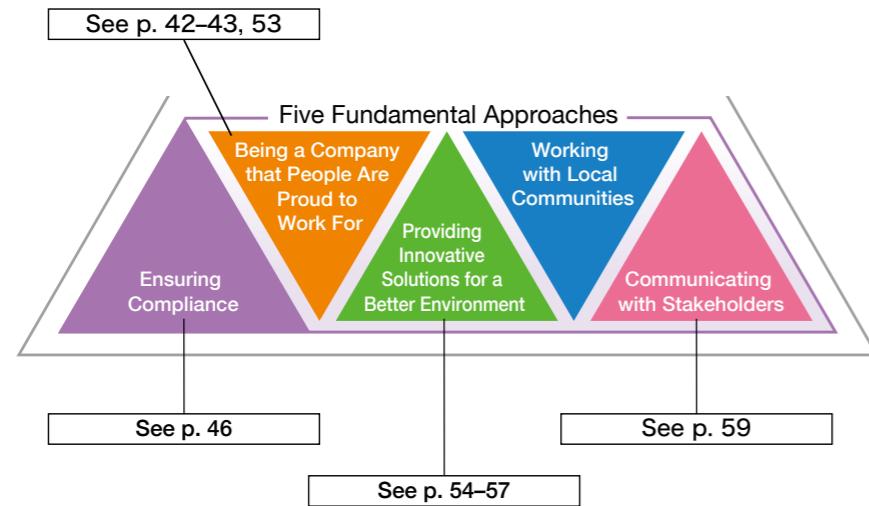 See p. 42–43, 53
Five Fundamental Approaches
Being a Company
that People Are
Proud to
Work For
Working
with Local
Communities
Providing
Innovative
Solutions for a
Better Environment
Ensuring
Compliance
Communicating
with Stakeholders
See p. 46
See p. 59
See p. 54–57